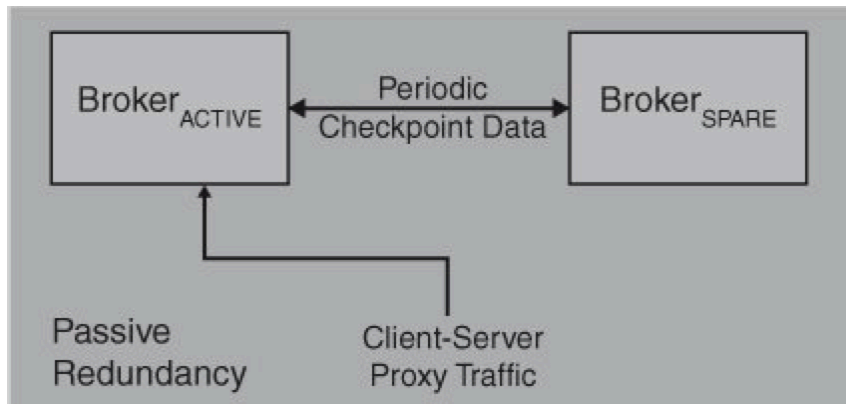 Broker ACTIVE
Periodic
Checkpoint Data
Broker SPARE
Client-Server
Proxy Traffic
Passive
Redundancy